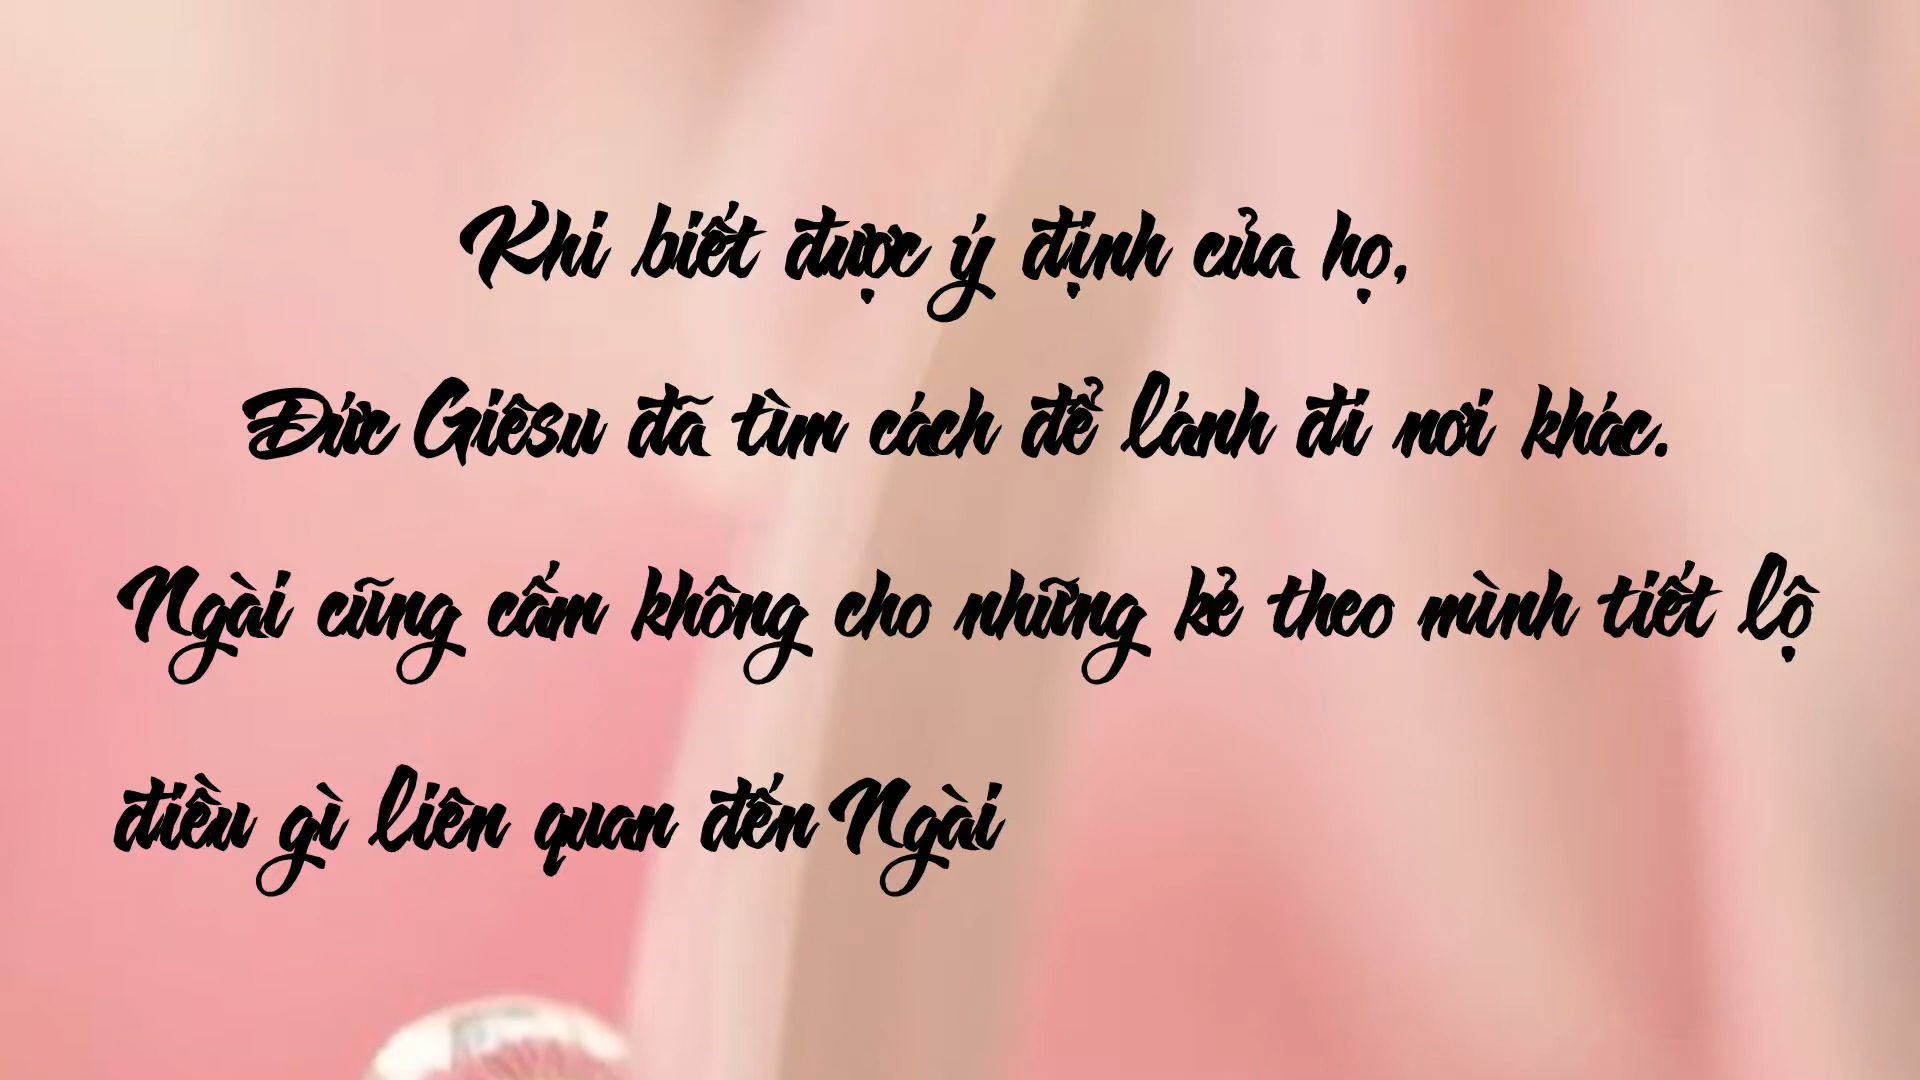 Khi biết được ý định của họ,
Đức Giêsu đã tìm cách để lánh đi nơi khác.
Ngài cũng cấm không cho những kẻ theo mình tiết lộ
điều gì liên quan đến Ngài